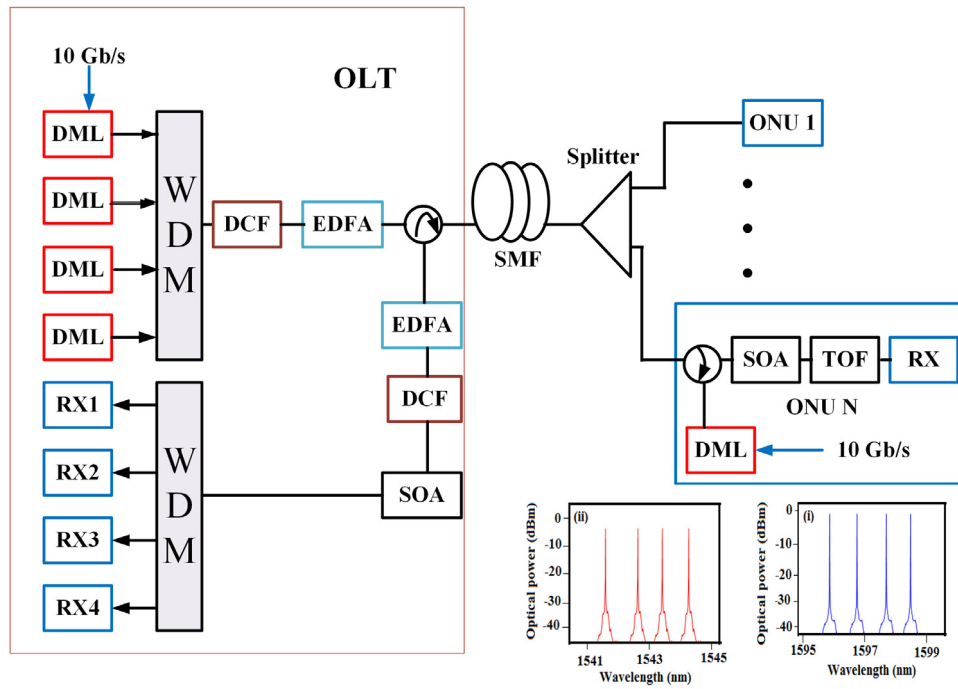 10 Gb/s
OLT
DML
DML
DML
DML
W
D
M
DCF
EDFA
SMF
Splitter
ONU 1
EDFA
DCF
SOA
RX1
RX2
RX3
RX4
W
D
M
SOA
TOF
RX
ONU N
DML
10 Gb/s
(ii)
Optical power (dBm)
0
-10
-20
-30
-40
1541
1543
1545
Wavelength (nm)
(i)
Optical power (dBm)
0
-10
-20
-30
-40
1595
1597
1599
Wavelength (nm)